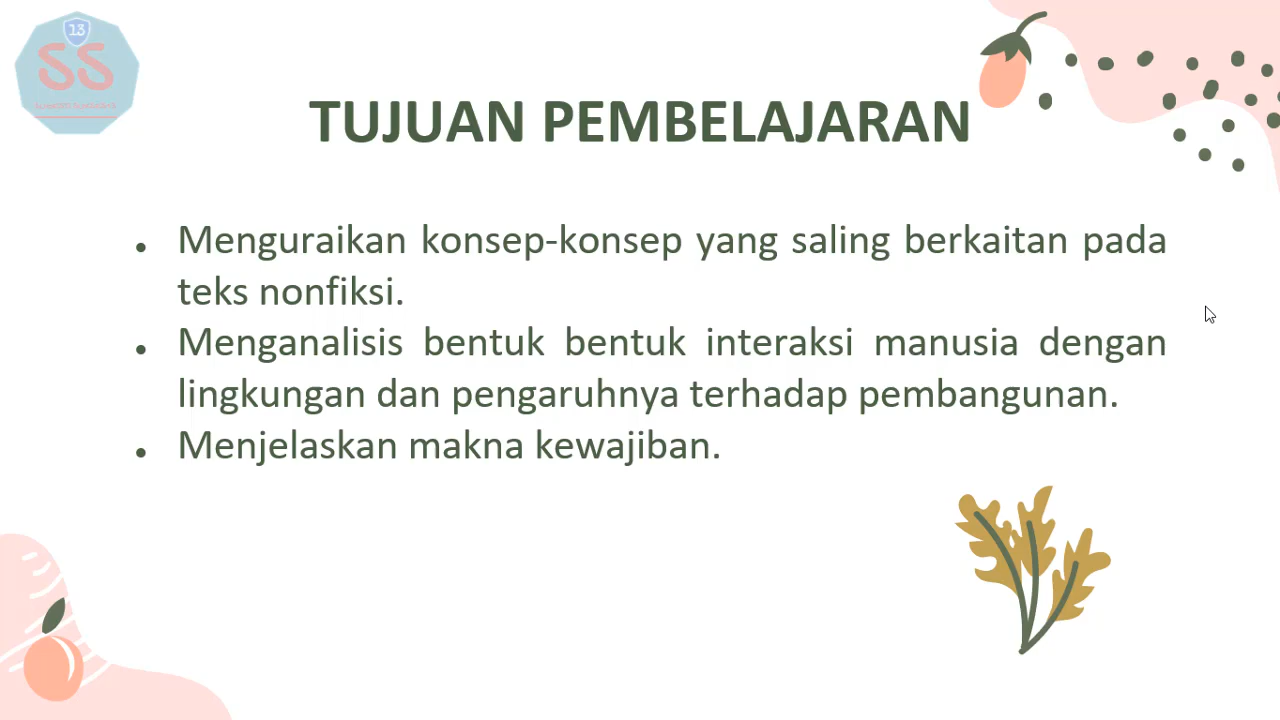 13
SS
TUJUAN PEMBELAJARAN
• Menguraikan konsep-konsep yang saling berkaitan pada
teks nonfiksi.
• Menganalisis bentuk bentuk interaksi manusia dengan
lingkungan dan pengaruhnya terhadap pembangunan.
• Menjelaskan makna kewajiban.